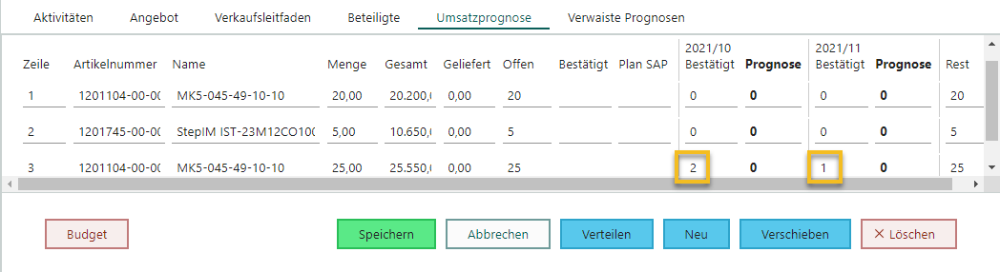 Aktivitäten Angebot Verkaufsleitfaden Beteiligte Umsatzprognose Verwaiste Prognosen
2021/10 2021/11
Zeile Artikelnummer Name Menge Gesamt Geliefert Offen Bestätigt Plan SAP Bestätigt Prognose Bestätigt Prognose Rest
1 1201104-00-00 MK5-045-49-10-10 20,00 20.200,0 0,00 20 0 0 0 0 20
2 1201745-00-00 StepIM IST-23M12CO100 5,00 10.650,0 0,00 5 0 0 0 0 5
3 1201104-00-00 MK5-045-49-10-10 25,00 25.550,0 0,00 25 2 0 1 0 25
Budget Speichern Abbrechen Verteilen Neu Verschieben Löschen